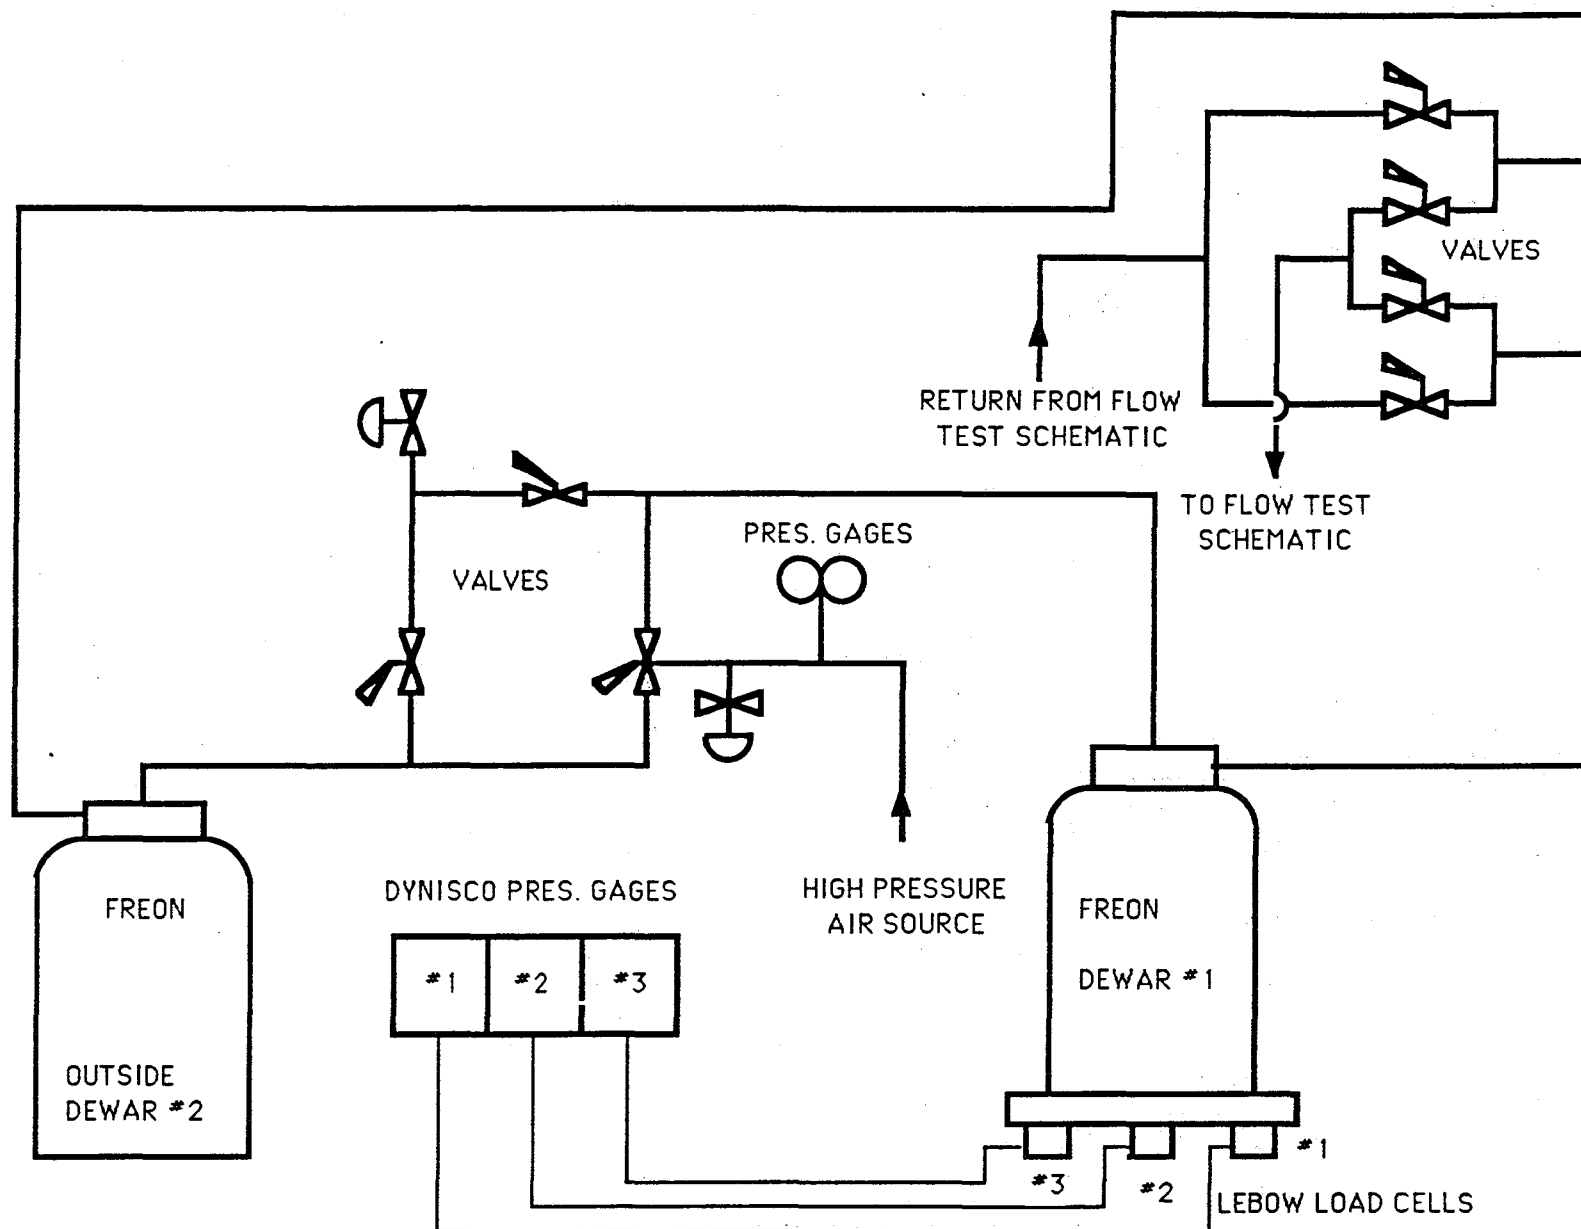 VALVES
RETURN FROM FLOW
TEST SCHEMATIC
TO FLOW TEST
SCHEMATIC
PRES. GAGES
VALVES
HIGH PRESSURE
AIR SOURCE
DYNISCO PRES. GAGES
FREON
FREON
#1
#2
#3
DEWAR #1
OUTSIDE
DEWAR #2
#1
#3
#2
LEBOW LOAD CELLS